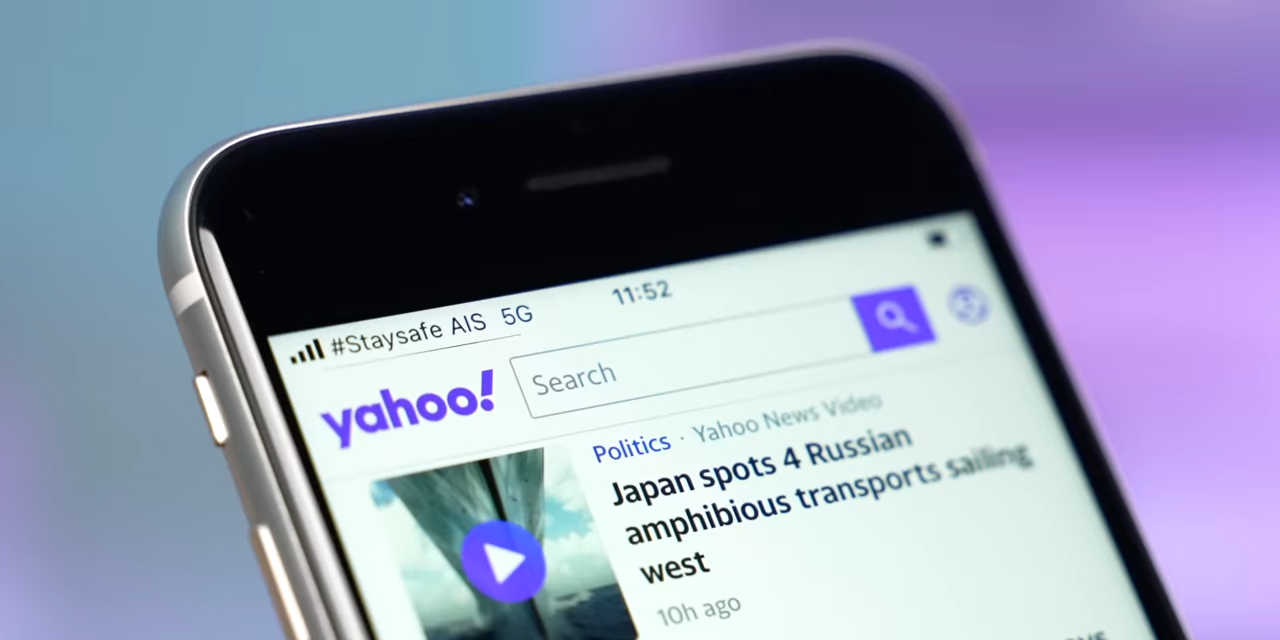 #Staysafe AIS 5G
11:52
yahoo!
Search
Politics · Yahoo News Video
Japan spots 4 Russian
amphibious transports sailing
west
10h ago